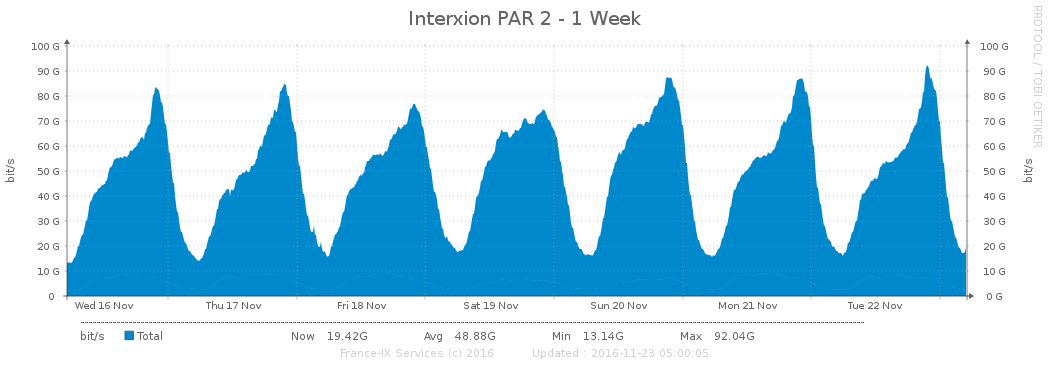 Interxion PAR 2 - 1 Week
RRDTOOL / TOBI OETIKER
bit/s
bit/s
100 G 100 G
90 G 90 G
80 G 80 G
70 G 70 G
60 G 60 G
50 G 50 G
40 G 40 G
30 G 30 G
20 G 20 G
10 G 10 G
0 0 G
Wed 16 Nov Thu 17 Nov Fri 18 Nov Sat 19 Nov Sun 20 Nov Mon 21 Nov Tue 22 Nov
bit/s Total Now 19.42G Avg 48.88G Min 13.14G Max 92.04G
France-IX Services (c) 2016 Updated : 2016-11-23 05:00:05